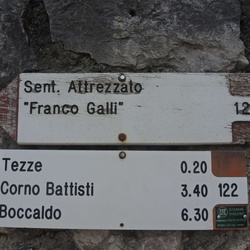 Sent. Attrezzato
"Franco Galli" 12
Tezze 0.20
Corno Battisti 3.40 122
Boccaldo 6.30